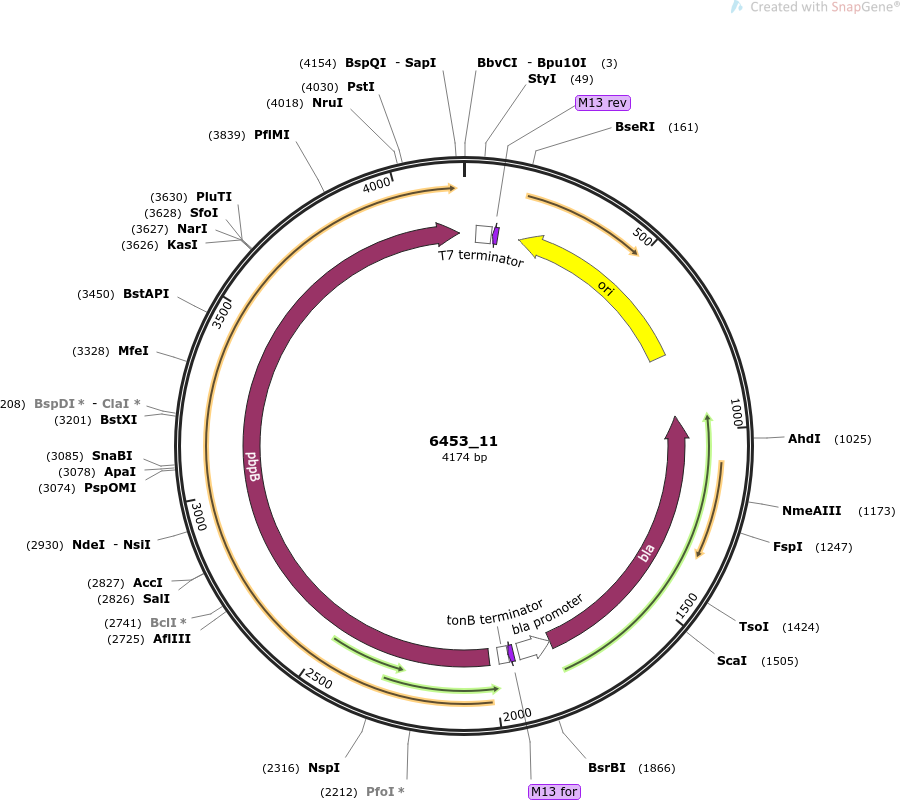 Created with SnapGene®
(4154) BspQI - SapI
BbvCI - Bpu10I (3)
(4030) PstI
StyI (49)
(4018) NruI
M13 rev
(3839) PflMI
BseRI (161)
4000
(3630) PluTI
(3628) SfoI
(3627) NarI
(3626) KasI
500
T7 terminator
ori
(3450) BstAPI
3500
(3328) MfeI
208) BspDI * - ClaI *
(3201) BstXI
1000
6453_11
4174 bp
AhdI (1025)
(3085) SnaBI
(3078) ApaI
(3074) PspOMI
pbpB
NmeAIII (1173)
3000
(2930) NdeI - NsiI
FspI (1247)
bla
(2827) AccI
(2826) SalI
1500
(2741) BclI *
(2725) AflIII
tonB terminator
bla promoter
TsoI (1424)
ScaI (1505)
2500
2000
(2316) NspI
BsrBI (1866)
(2212) PfoI *
M13 for